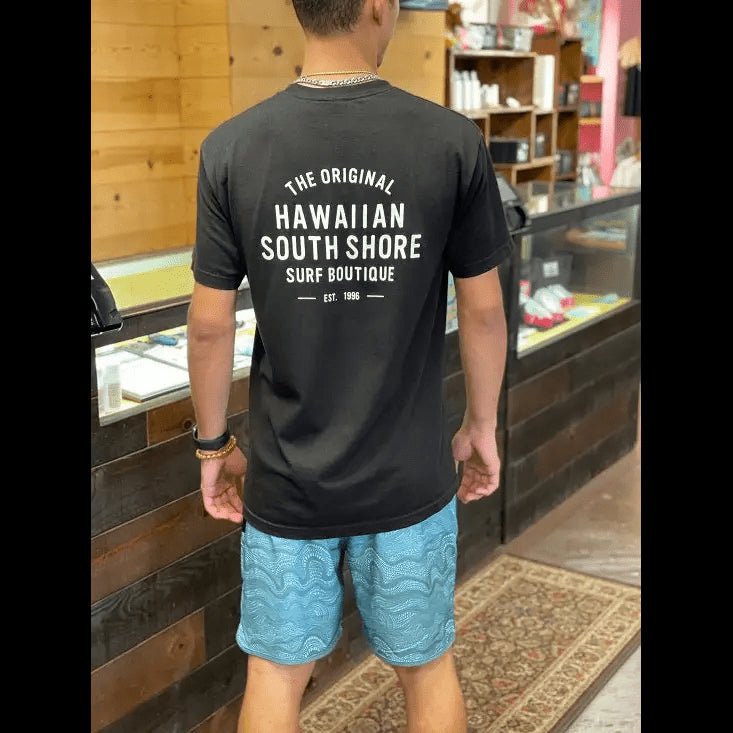 THE ORIGINAL
HAWAIIAN
SOUTH SHORE
SURF BOUTIQUE
EST. 1996